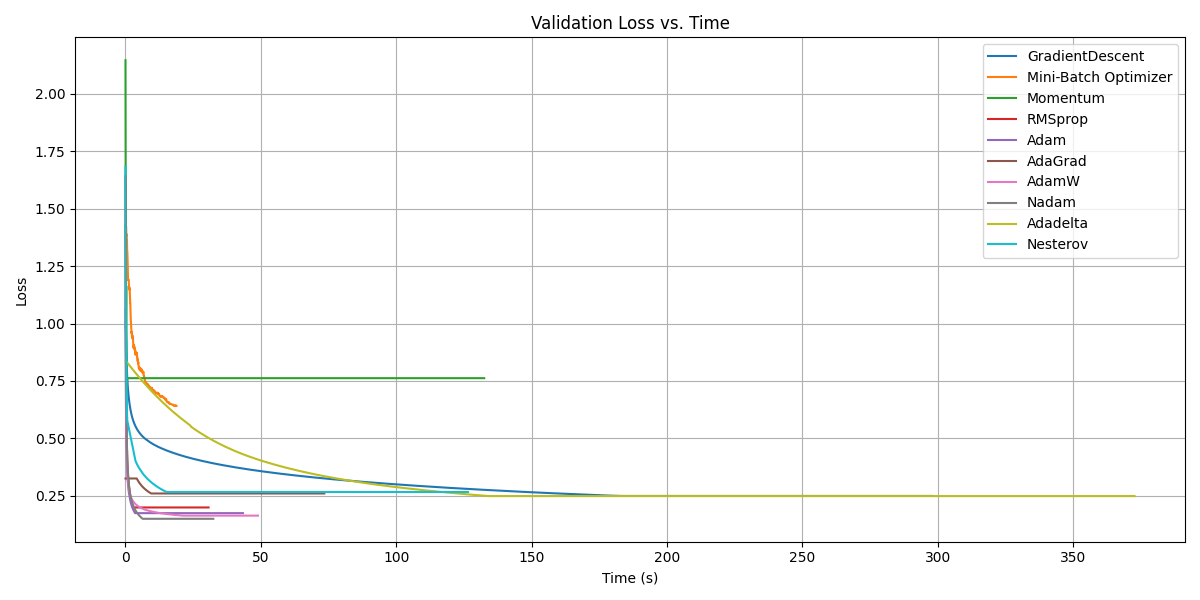 Validation Loss vs. Time
GradientDescent
Mini-Batch Optimizer
Momentum
RMSprop
Adam
AdaGrad
AdamW
Nadam
Adadelta
Nesterov
2.00
1.75
1.50
1.25
1.00
0.75
0.50
0.25
Loss
0 50 100 150 200 250 300 350
Time (s)